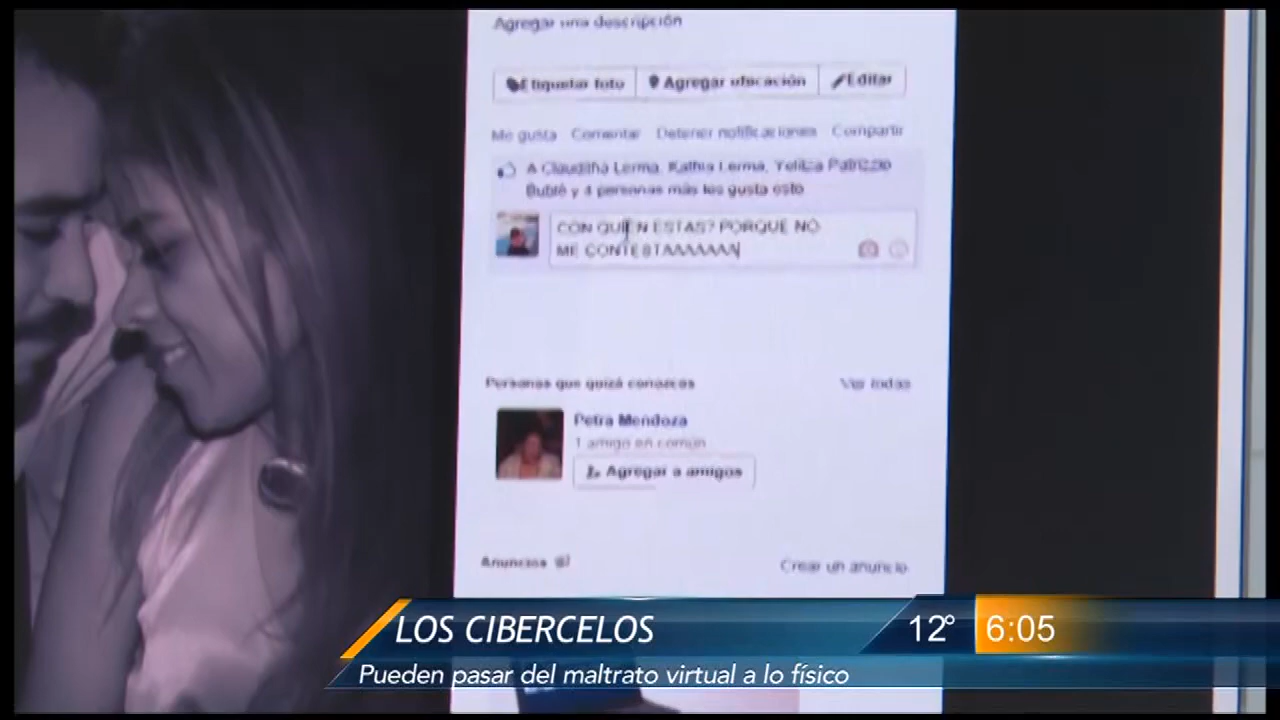 Agregar una descripción
Etiquetar foto Agregar ubicación Editar
Me gusta Comentar Detener notificaciones Compartir
A Clauditha Lerma, Kathia Lerma, Yelitza Patrizzio
Bublé y 4 personas más les gusta esto
CON QUIEN ESTAS? PORQUE NO
ME CONTESTAAAAAAA
Personas que quizá conozcas Ver todas
Petra Mendoza
1 amigo en común
Agregar a amigos
Anuncios
Crear un anuncio
LOS CIBERCELOS 12° 6:05
Pueden pasar del maltrato virtual a lo físico